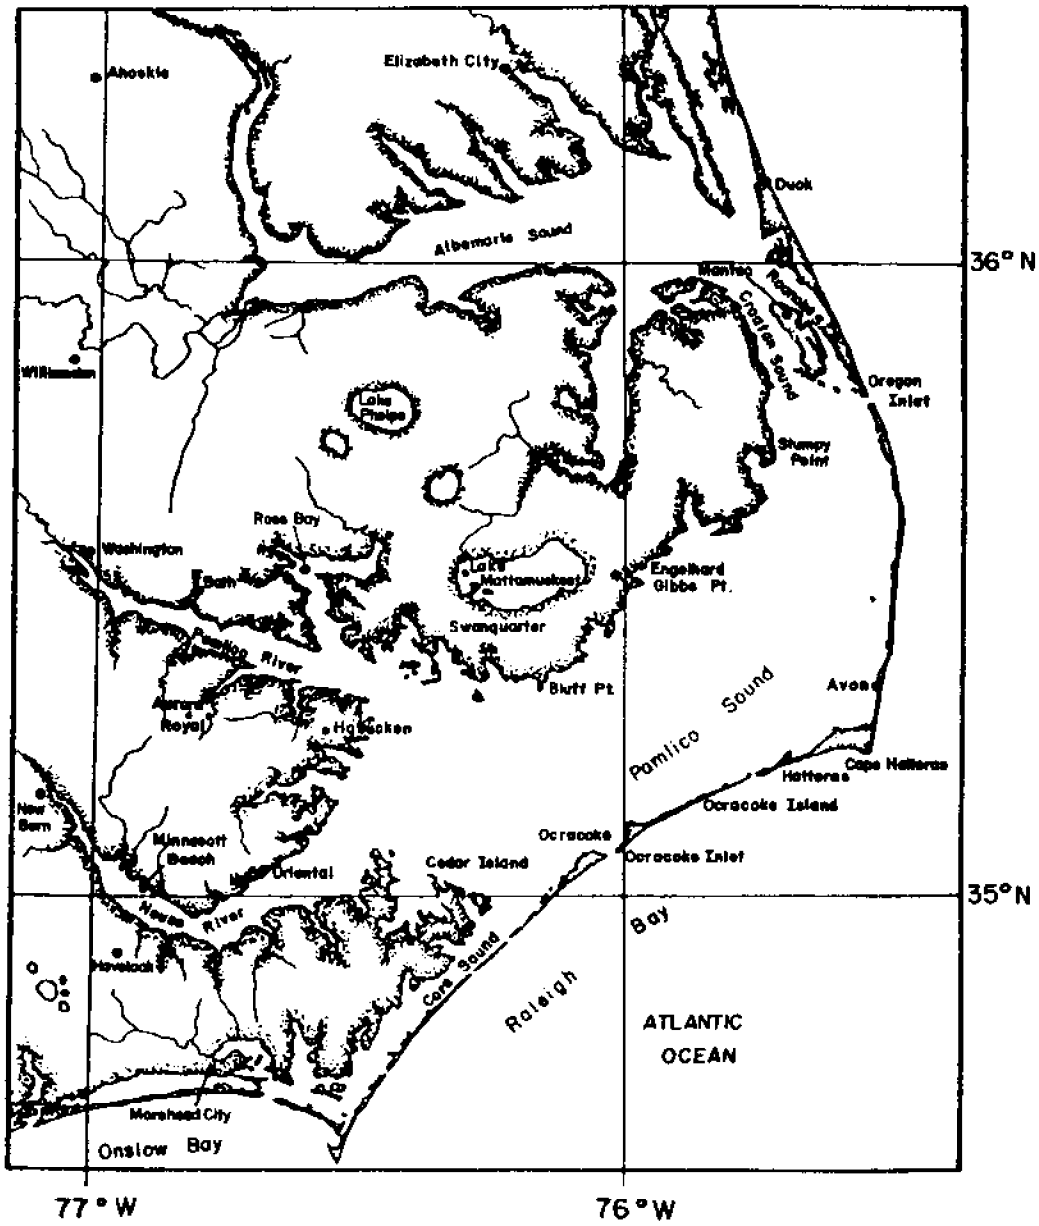 Ahoskie
Elizabeth City
Duck
Albemarle Sound
36° N
Manteo
Roanoke S.
Croatan Sound
Williamston
Oregon
Inlet
Lake
Phelps
Stumpy
Point
Rose Bay
Washington
Bath
Lake
Mattamuskeet
Engelhard
Gibbs Pt.
Swanquarter
Pamlico River
Bluff Pt.
Avon
Aurora
Royal
Hobucken
Pamlico Sound
Cape Hatteras
Hatteras
Ocracoke Island
New
Bern
Minnesott
Beach
Ocracoke
Ocracoke Inlet
Cedar Island
Oriental
35° N
Neuse River
Havelock
Core Sound
Raleigh Bay
ATLANTIC
OCEAN
Morehead City
Onslow Bay
77° W
76° W